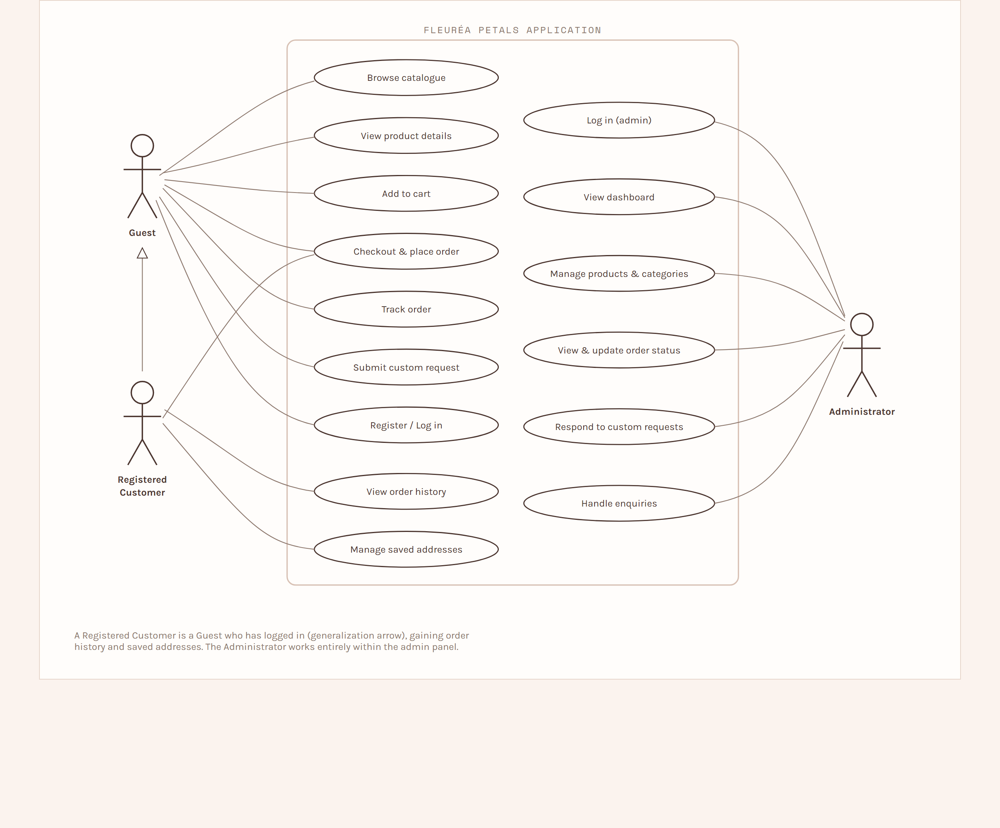 FLEURÉA PETALS APPLICATION
Browse catalogue
View product details
Add to cart
Checkout & place order
Track order
Submit custom request
Register / Log in
View order history
Manage saved addresses
Log in (admin)
View dashboard
Manage products & categories
View & update order status
Respond to custom requests
Handle enquiries
Guest
Registered
Customer
Administrator
A Registered Customer is a Guest who has logged in (generalization arrow), gaining order
history and saved addresses. The Administrator works entirely within the admin panel.